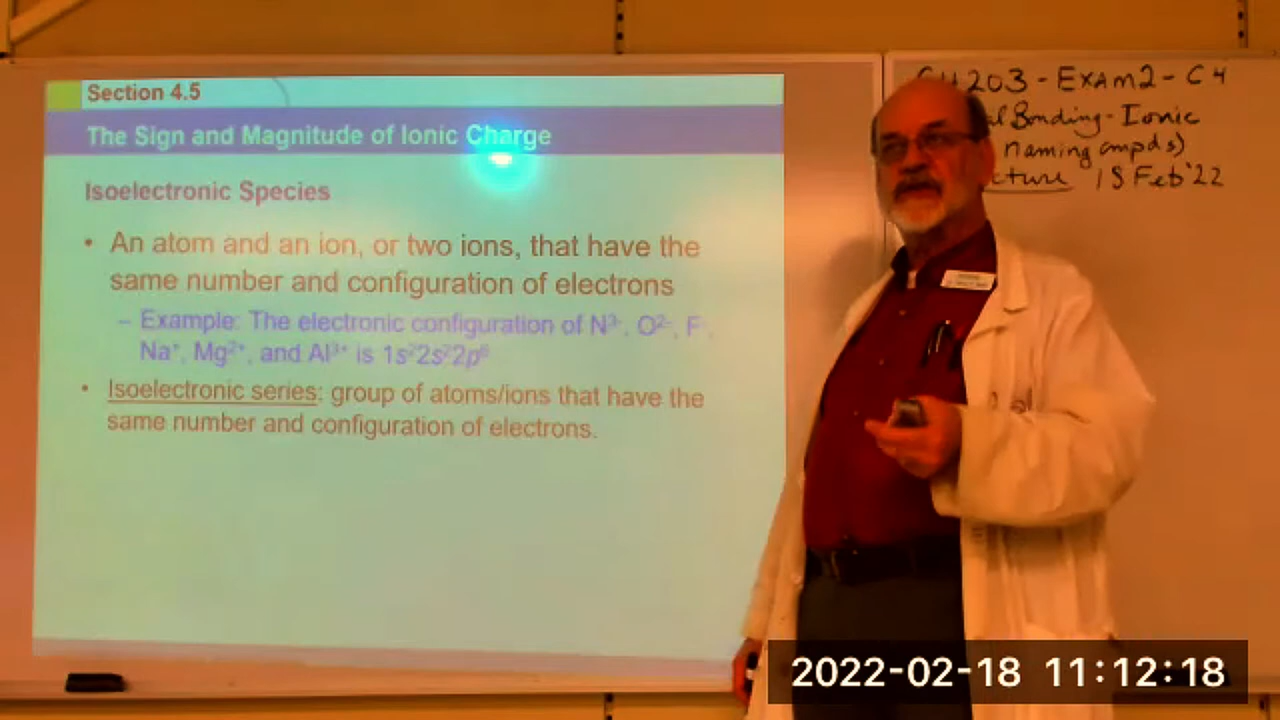 Section 4.5
The Sign and Magnitude of Ionic Charge
Isoelectronic Species
• An atom and an ion, or two ions, that have the
same number and configuration of electrons
– Example: The electronic configuration of N³⁻, O²⁻, F⁻,
Na⁺, Mg²⁺, and Al³⁺ is 1s²2s²2p⁶
• Isoelectronic series: group of atoms/ions that have the
same number and configuration of electrons.
203 - Exam2 - C4
Bonding - Ionic
naming cmpds)
18 Feb '22
2022-02-18 11:12:18